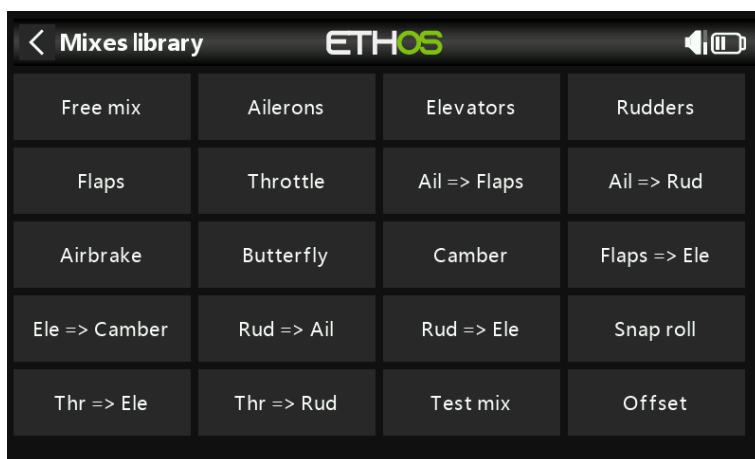 Mixes library ETHOS
Free mix Ailerons Elevators Rudders
Flaps Throttle Ail => Flaps Ail => Rud
Airbrake Butterfly Camber Flaps => Ele
Ele => Camber Rud => Ail Rud => Ele Snap roll
Thr => Ele Thr => Rud Test mix Offset